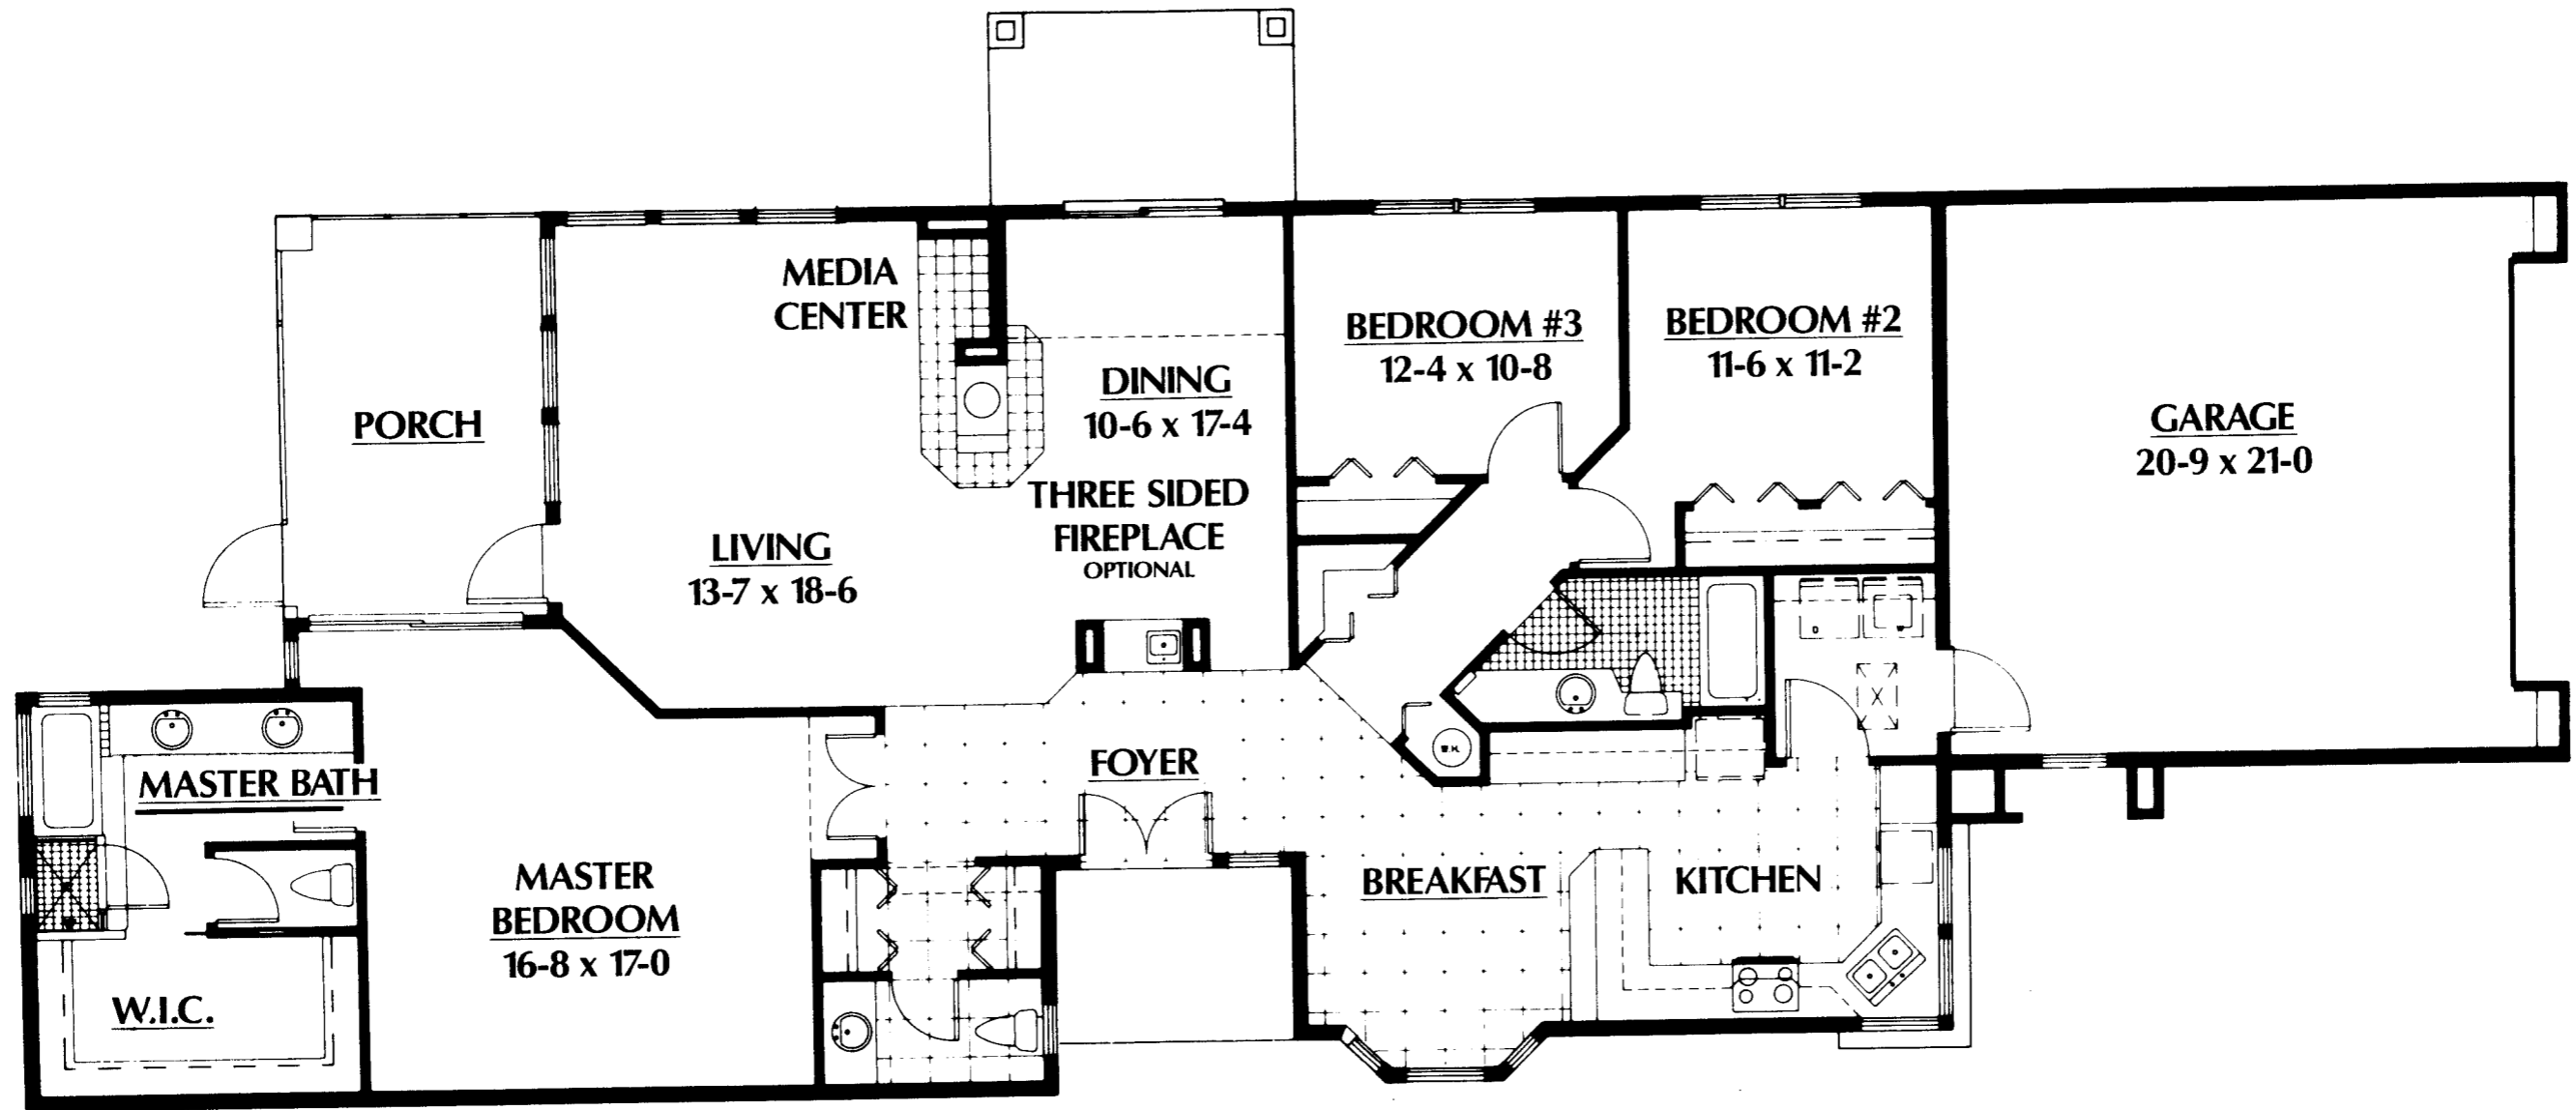 MEDIA
CENTER
PORCH
LIVING
13-7 x 18-6
DINING
10-6 x 17-4
THREE SIDED
FIREPLACE
OPTIONAL
BEDROOM #3
12-4 x 10-8
BEDROOM #2
11-6 x 11-2
GARAGE
20-9 x 21-0
D
W
W.H.
MASTER BATH
FOYER
MASTER
BEDROOM
16-8 x 17-0
BREAKFAST
KITCHEN
W.I.C.